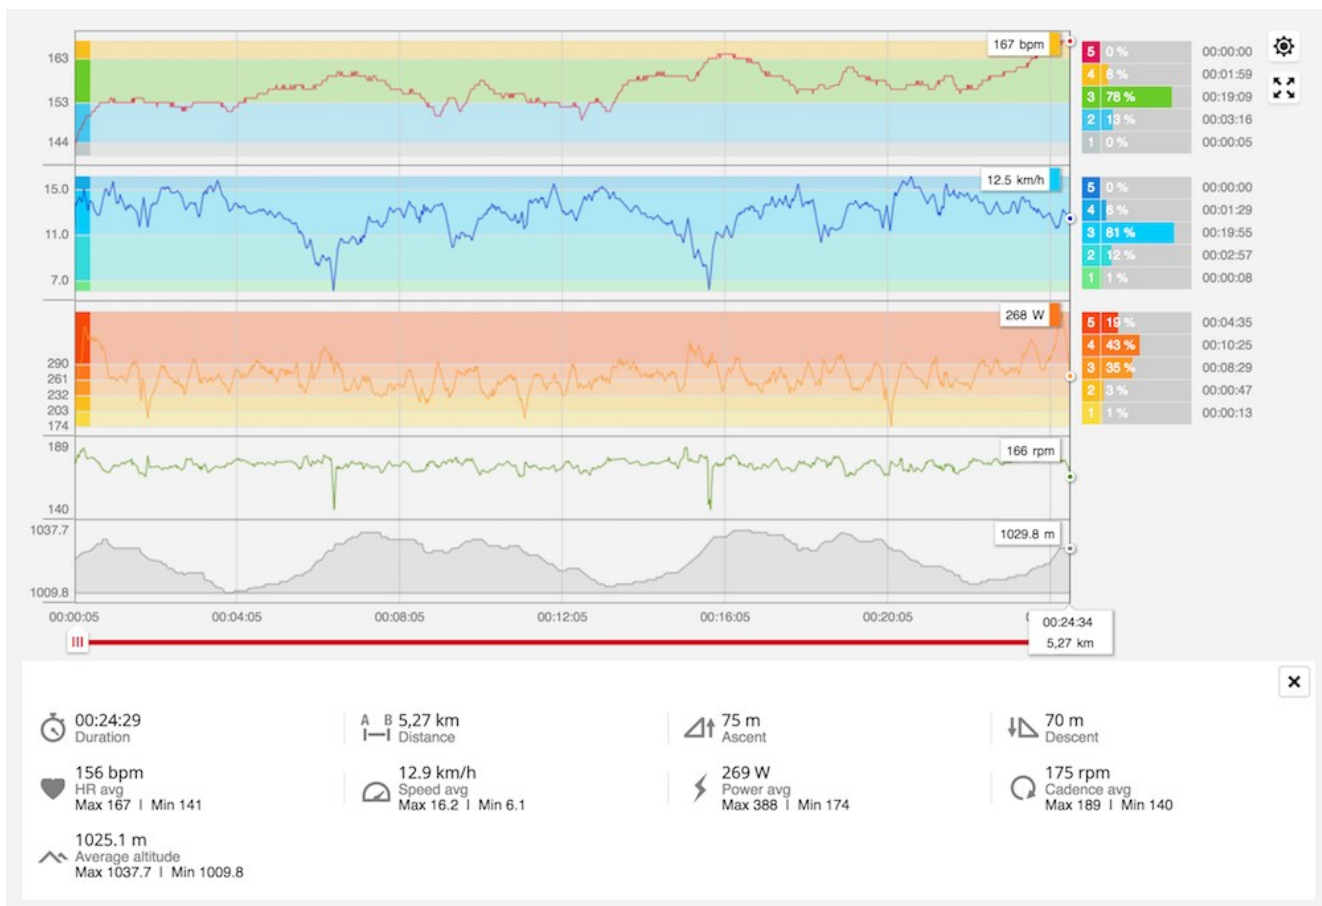 163
153
144
167 bpm
5 0 % 00:00:00
4 8 % 00:01:59
3 78 % 00:19:09
2 13 % 00:03:16
1 0 % 00:00:05
15.0
11.0
7.0
12.5 km/h
5 0 % 00:00:00
4 6 % 00:01:29
3 81 % 00:19:55
2 12 % 00:02:57
1 1 % 00:00:08
290
261
232
203
174
268 W
5 19 % 00:04:35
4 43 % 00:10:25
3 35 % 00:08:29
2 3 % 00:00:47
1 1 % 00:00:13
189
140
166 rpm
1037.7
1009.8
1029.8 m
00:00:05 00:04:05 00:08:05 00:12:05 00:16:05 00:20:05
00:24:34
5,27 km
00:24:29
Duration
A B 5,27 km
Distance
75 m
Ascent
70 m
Descent
156 bpm
HR avg
Max 167 | Min 141
12.9 km/h
Speed avg
Max 16.2 | Min 6.1
269 W
Power avg
Max 388 | Min 174
175 rpm
Cadence avg
Max 189 | Min 140
1025.1 m
Average altitude
Max 1037.7 | Min 1009.8